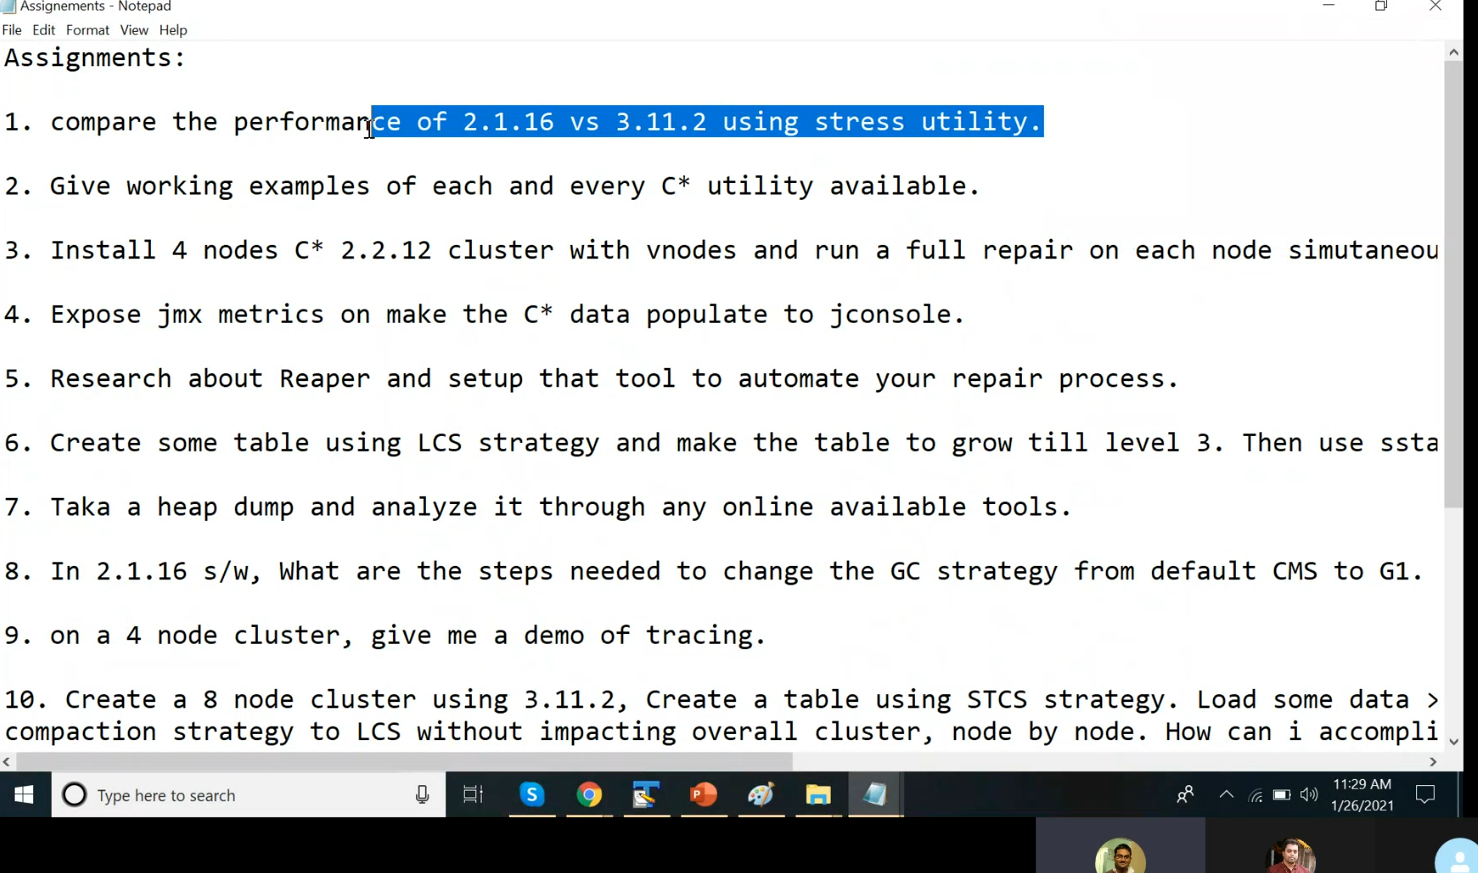 Assignements - Notepad
File Edit Format View Help
Assignments:
1. compare the performance of 2.1.16 vs 3.11.2 using stress utility.
2. Give working examples of each and every C* utility available.
3. Install 4 nodes C* 2.2.12 cluster with vnodes and run a full repair on each node simutaneou
4. Expose jmx metrics on make the C* data populate to jconsole.
5. Research about Reaper and setup that tool to automate your repair process.
6. Create some table using LCS strategy and make the table to grow till level 3. Then use ssta
7. Taka a heap dump and analyze it through any online available tools.
8. In 2.1.16 s/w, What are the steps needed to change the GC strategy from default CMS to G1.
9. on a 4 node cluster, give me a demo of tracing.
10. Create a 8 node cluster using 3.11.2, Create a table using STCS strategy. Load some data >
compaction strategy to LCS without impacting overall cluster, node by node. How can i accompli
Type here to search
11:29 AM
1/26/2021